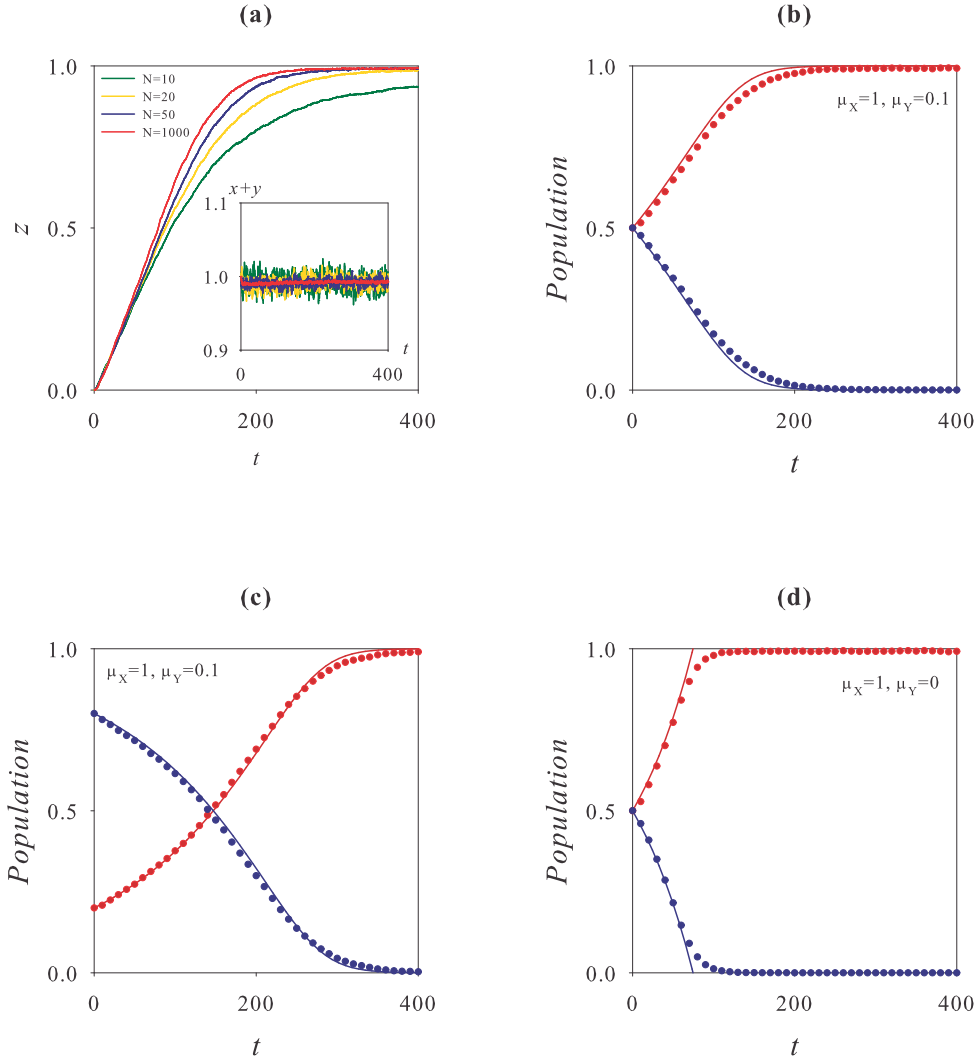 (a)
1.0
0.5
0.0
z
N=10
N=20
N=50
N=1000
x+y
1.1
1.0
0.9
0
400
t
0
200
400
t
(b)
1.0
0.5
0.0
Population
μX=1, μY=0.1
0
200
400
t
(c)
1.0
0.5
0.0
Population
μX=1, μY=0.1
0
200
400
t
(d)
1.0
0.5
0.0
Population
μX=1, μY=0
0
200
400
t